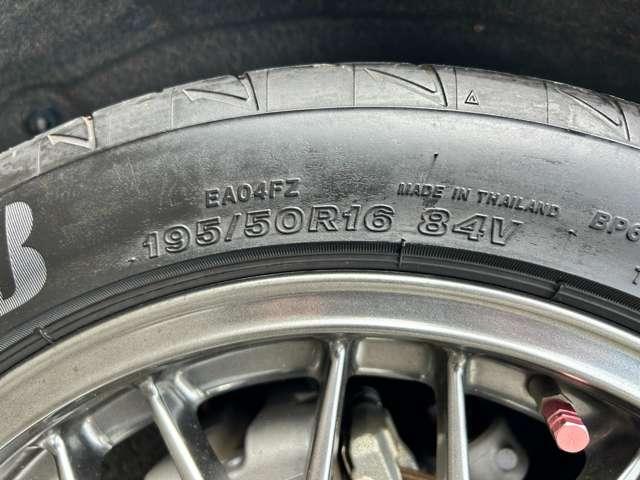 EA04FZ
MADE IN THAILAND
195/50R16 84V